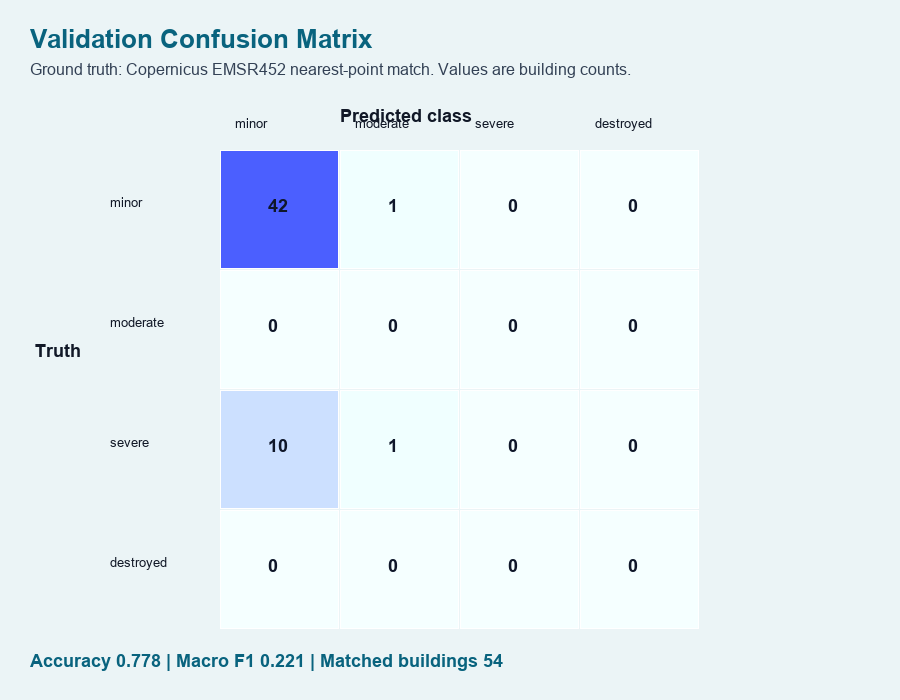 Validation Confusion Matrix
Ground truth: Copernicus EMSR452 nearest-point match. Values are building counts.
Predicted class
minor moderate severe destroyed
minor 42 1 0 0
moderate 0 0 0 0
Truth
severe 10 1 0 0
destroyed 0 0 0 0
Accuracy 0.778 | Macro F1 0.221 | Matched buildings 54